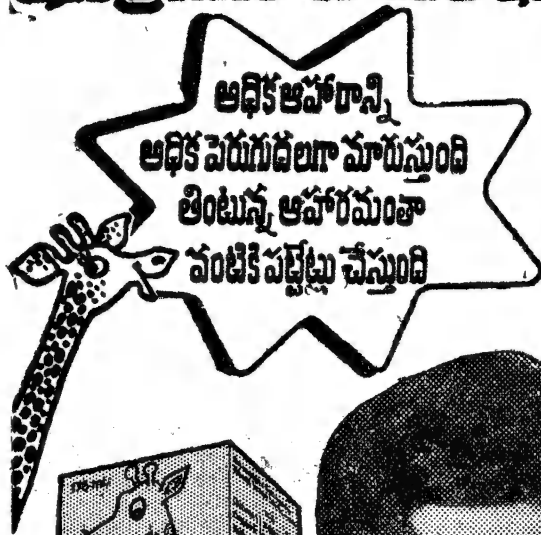 అధిక ఆహారాన్ని
అధిక పెరుగుదలగా మారుస్తుంది
తింటున్న ఆహారమంతా
వంటికి పట్టేట్లు చేస్తుంది